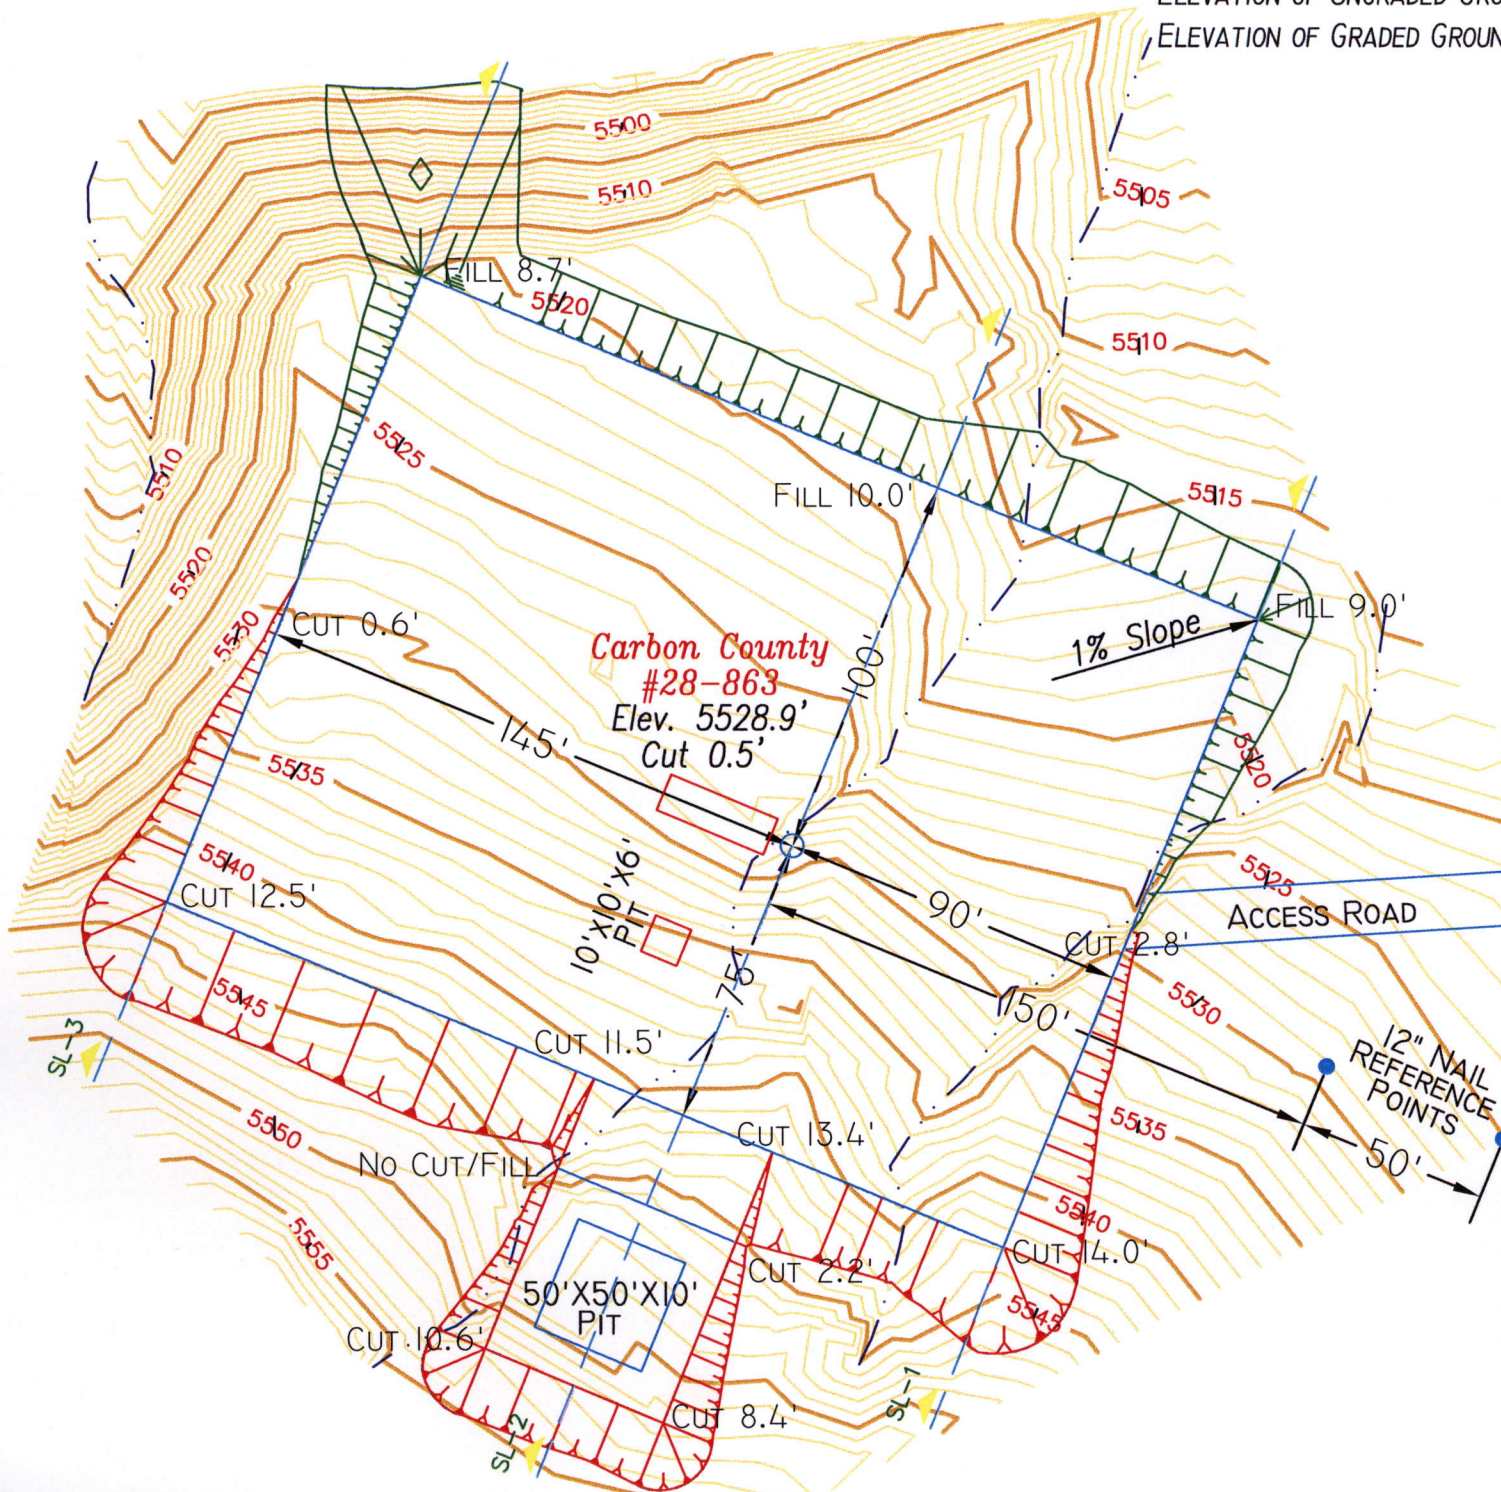 ELEVATION OF GRADED GROUN
5500
5510
5505
FILL 8.7'
5520
5510
5525
5510
FILL 10.0'
5515
5520
FILL 9.0'
CUT 0.6'
5530
1% Slope
Carbon County
#28-863
Elev. 5528.9'
Cut 0.5'
100'
145'
5535
5520
5540
CUT 12.5'
10'X10'X6'
PIT
90'
5525
ACCESS ROAD
CUT 2.8'
75'
150'
5545
5530
SL-3
CUT 11.5'
12" NAIL
REFERENCE
POINTS
5550
CUT 13.4'
5535
50'
NO CUT/FILL
5555
5540
CUT 14.0'
CUT 2.2'
50'X50'X10'
PIT
5545
CUT 10.6'
SL-1
CUT 8.4'
SL-2